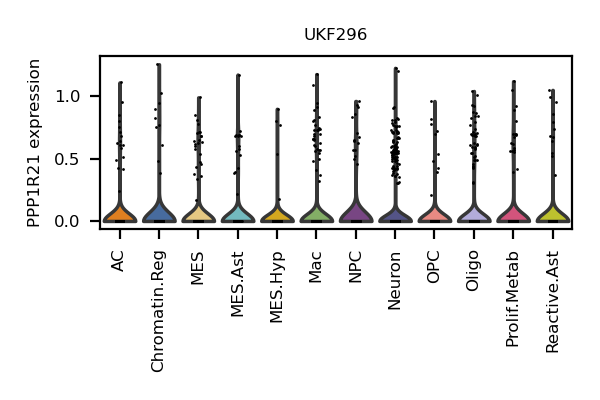 UKF296
PPP1R21 expression
1.0
0.5
0.0
AC
Chromatin.Reg
MES
MES.Ast
MES.Hyp
Mac
NPC
Neuron
OPC
Oligo
Prolif.Metab
Reactive.Ast